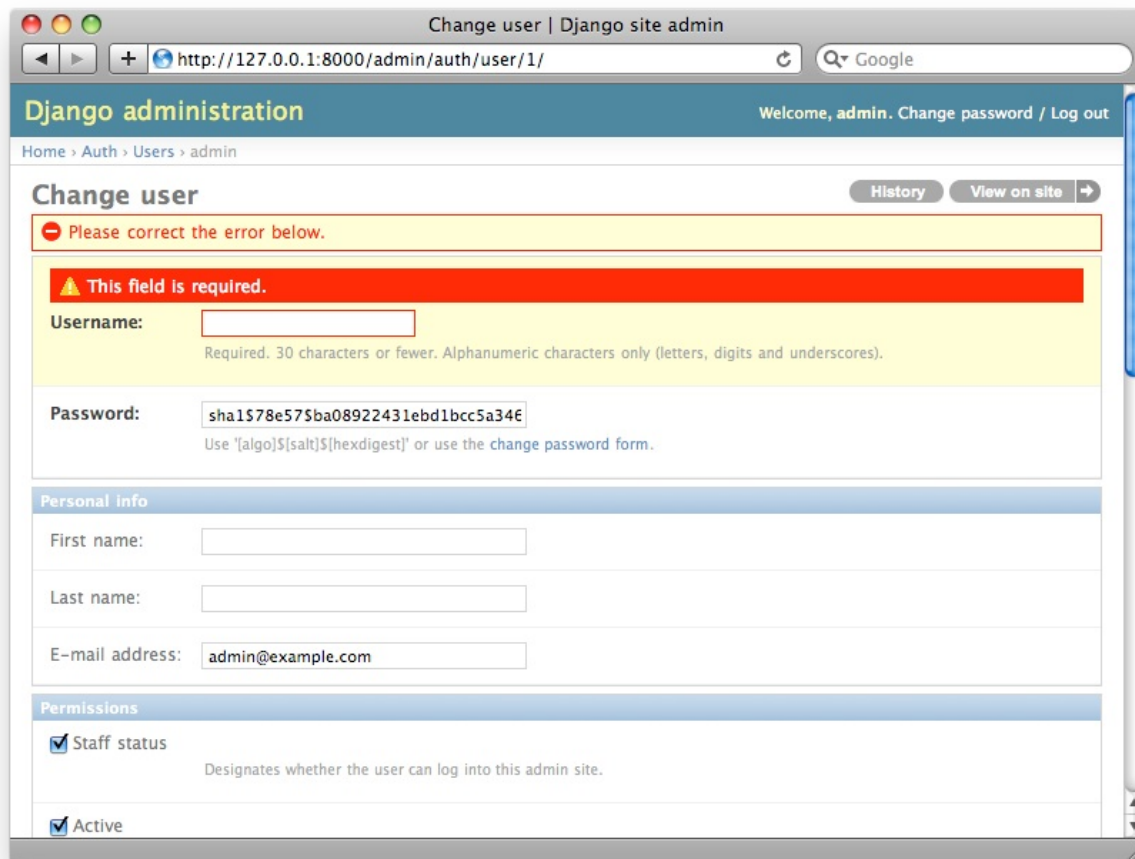 Change user | Django site admin
http://127.0.0.1:8000/admin/auth/user/1/
Google
Django administration
Welcome, admin. Change password / Log out
Home › Auth › Users › admin
Change user
History
View on site
Please correct the error below.
This field is required.
Username:
Required. 30 characters or fewer. Alphanumeric characters only (letters, digits and underscores).
Password:
sha1$78e57$ba08922431ebd1bcc5a346
Use '[algo]$[salt]$[hexdigest]' or use the change password form.
Personal info
First name:
Last name:
E-mail address:
admin@example.com
Permissions
Staff status
Designates whether the user can log into this admin site.
Active